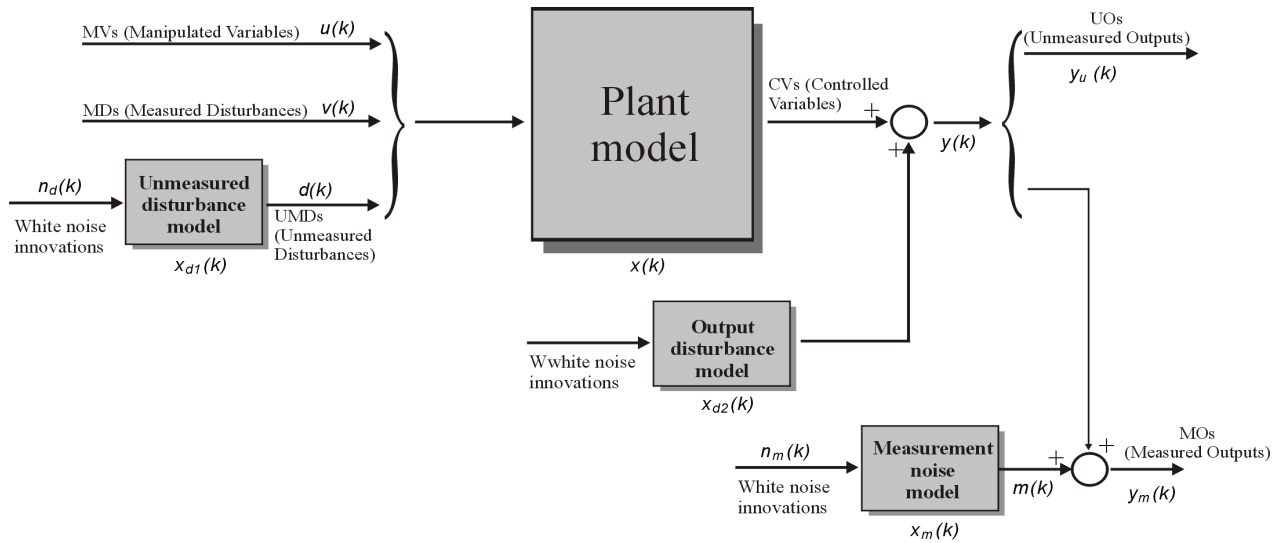 MVs (Manipulated Variables) u(k)
MDs (Measured Disturbances) v(k)
n_d(k)
White noise
innovations
Unmeasured
disturbance
model
x_d1(k)
d(k)
UMDs
(Unmeasured
Disturbances)
Plant
model
x(k)
CVs (Controlled
Variables)
+
+
y(k)
UOs
(Unmeasured Outputs)
y_u (k)
Wwhite noise
innovations
Output
disturbance
model
x_d2(k)
n_m(k)
White noise
innovations
Measurement
noise
model
x_m(k)
m(k)
+
+
MOs
(Measured Outputs)
y_m(k)